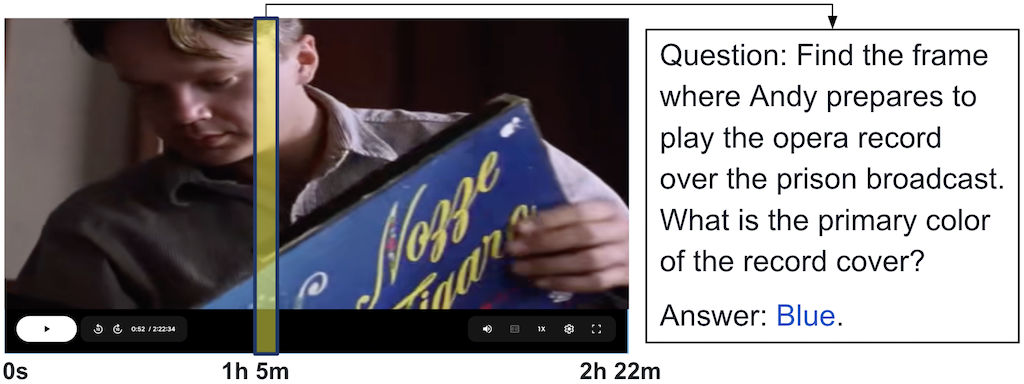 Nozze
Figaro
0:52 / 2:22:34
1X
0s
1h 5m
2h 22m
Question: Find the frame
where Andy prepares to
play the opera record
over the prison broadcast.
What is the primary color
of the record cover?
Answer: Blue.